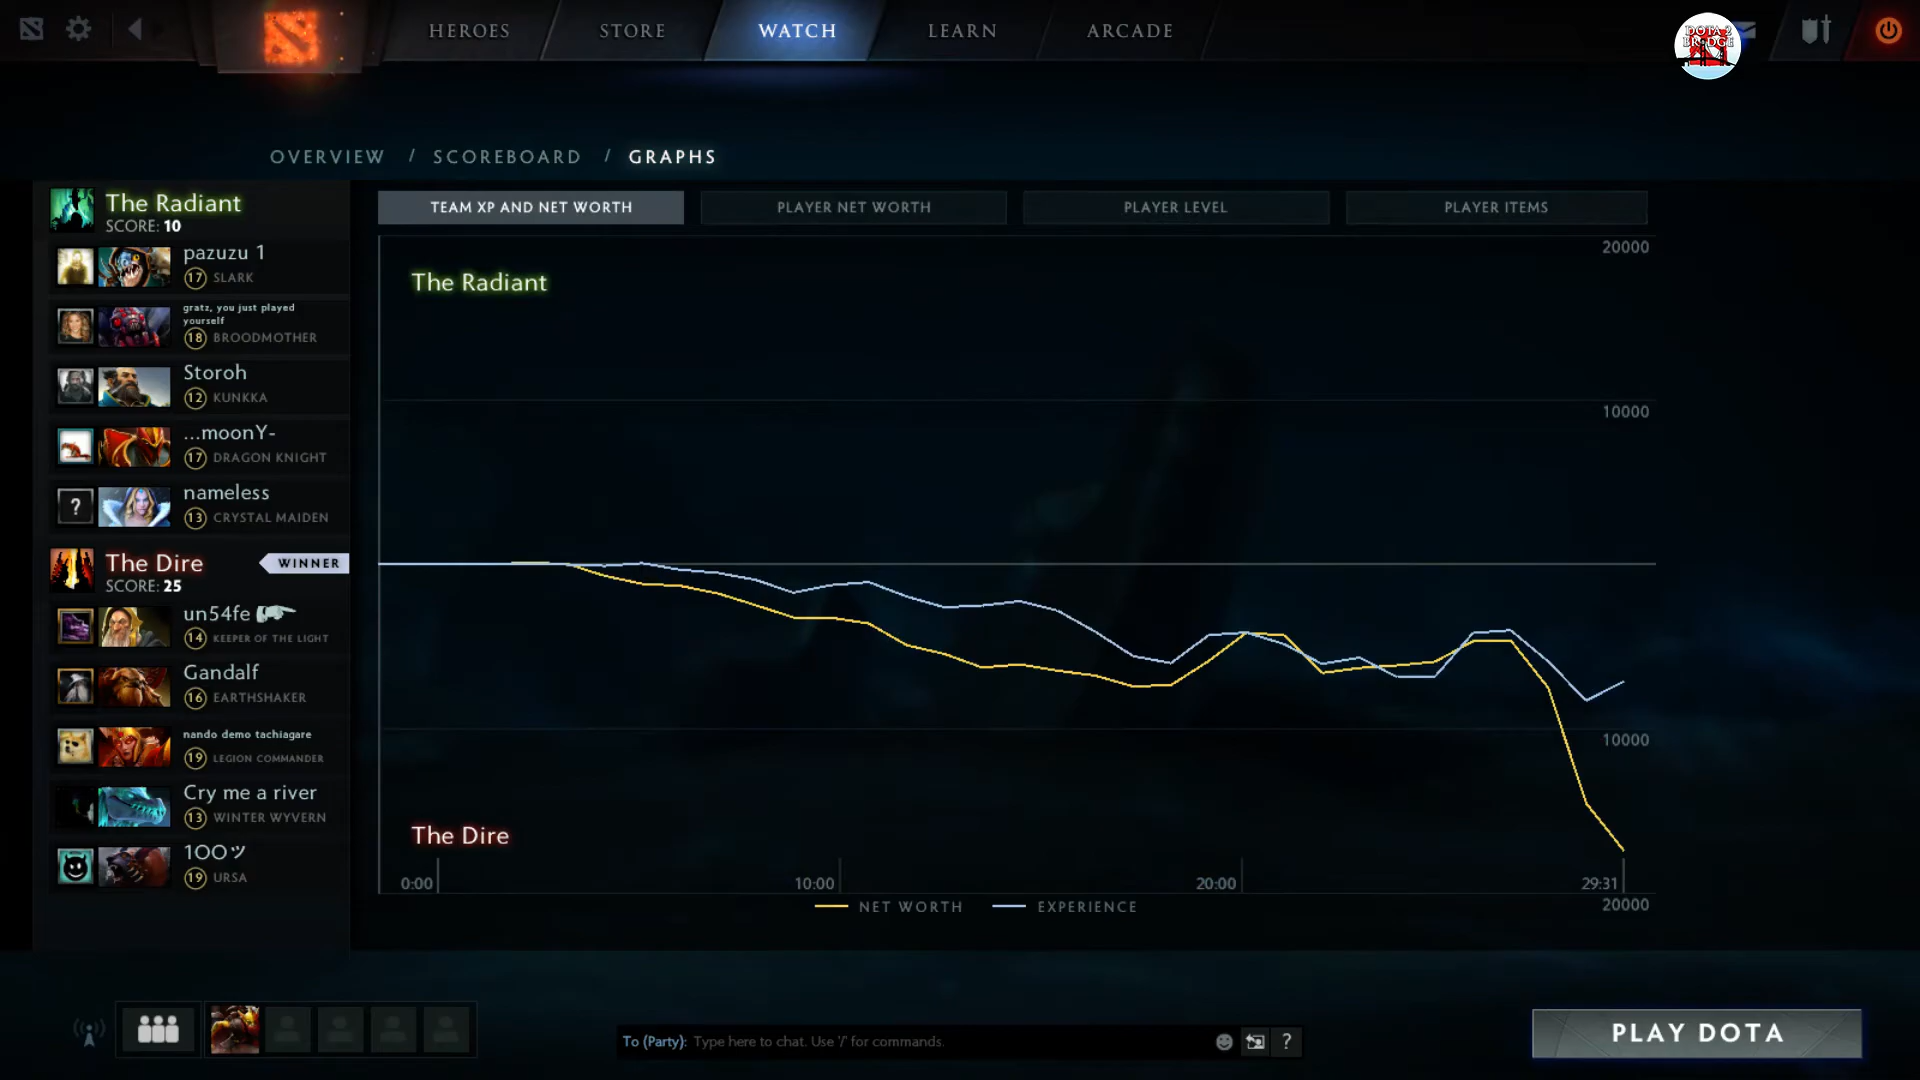 HEROES
STORE
WATCH
LEARN
ARCADE
DOTA 2
BRIDGE
OVERVIEW / SCOREBOARD / GRAPHS
The Radiant
SCORE: 10
pazuzu 1
17 SLARK
gratz, you just played
yourself
18 BROODMOTHER
Storoh
12 KUNKKA
...moonY-
17 DRAGON KNIGHT
?
nameless
13 CRYSTAL MAIDEN
The Dire
WINNER
SCORE: 25
un54fe
14 KEEPER OF THE LIGHT
Gandalf
16 EARTHSHAKER
nando demo tachiagare
19 LEGION COMMANDER
Cry me a river
13 WINTER WYVERN
100ツ
19 URSA
TEAM XP AND NET WORTH
PLAYER NET WORTH
PLAYER LEVEL
PLAYER ITEMS
20000
The Radiant
10000
10000
The Dire
0:00
10:00
20:00
29:31
20000
NET WORTH
EXPERIENCE
To (Party): Type here to chat. Use '/' for commands.
?
PLAY DOTA